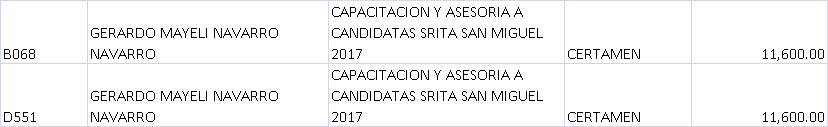 CAPACITACION Y ASESORIA A
GERARDO MAYELI NAVARRO CANDIDATAS SRITA SAN MIGUEL
B068 NAVARRO 2017 CERTAMEN 11,600.00
CAPACITACION Y ASESORIA A
GERARDO MAYELI NAVARRO CANDIDATAS SRITA SAN MIGUEL
D551 NAVARRO 2017 CERTAMEN 11,600.00